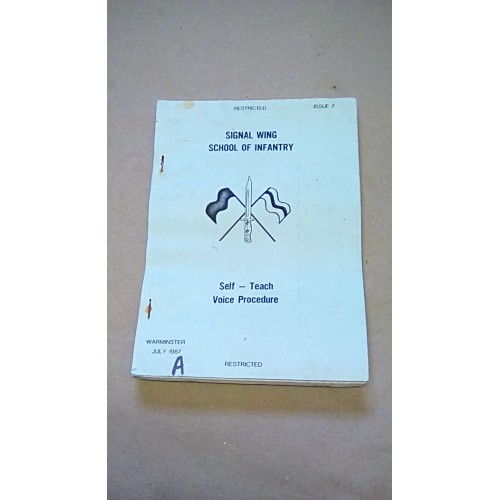 RESTRICTED
ISSUE 2
SIGNAL WING
SCHOOL OF INFANTRY
Self – Teach
Voice Procedure
WARMINSTER
JULY 1987
A
RESTRICTED